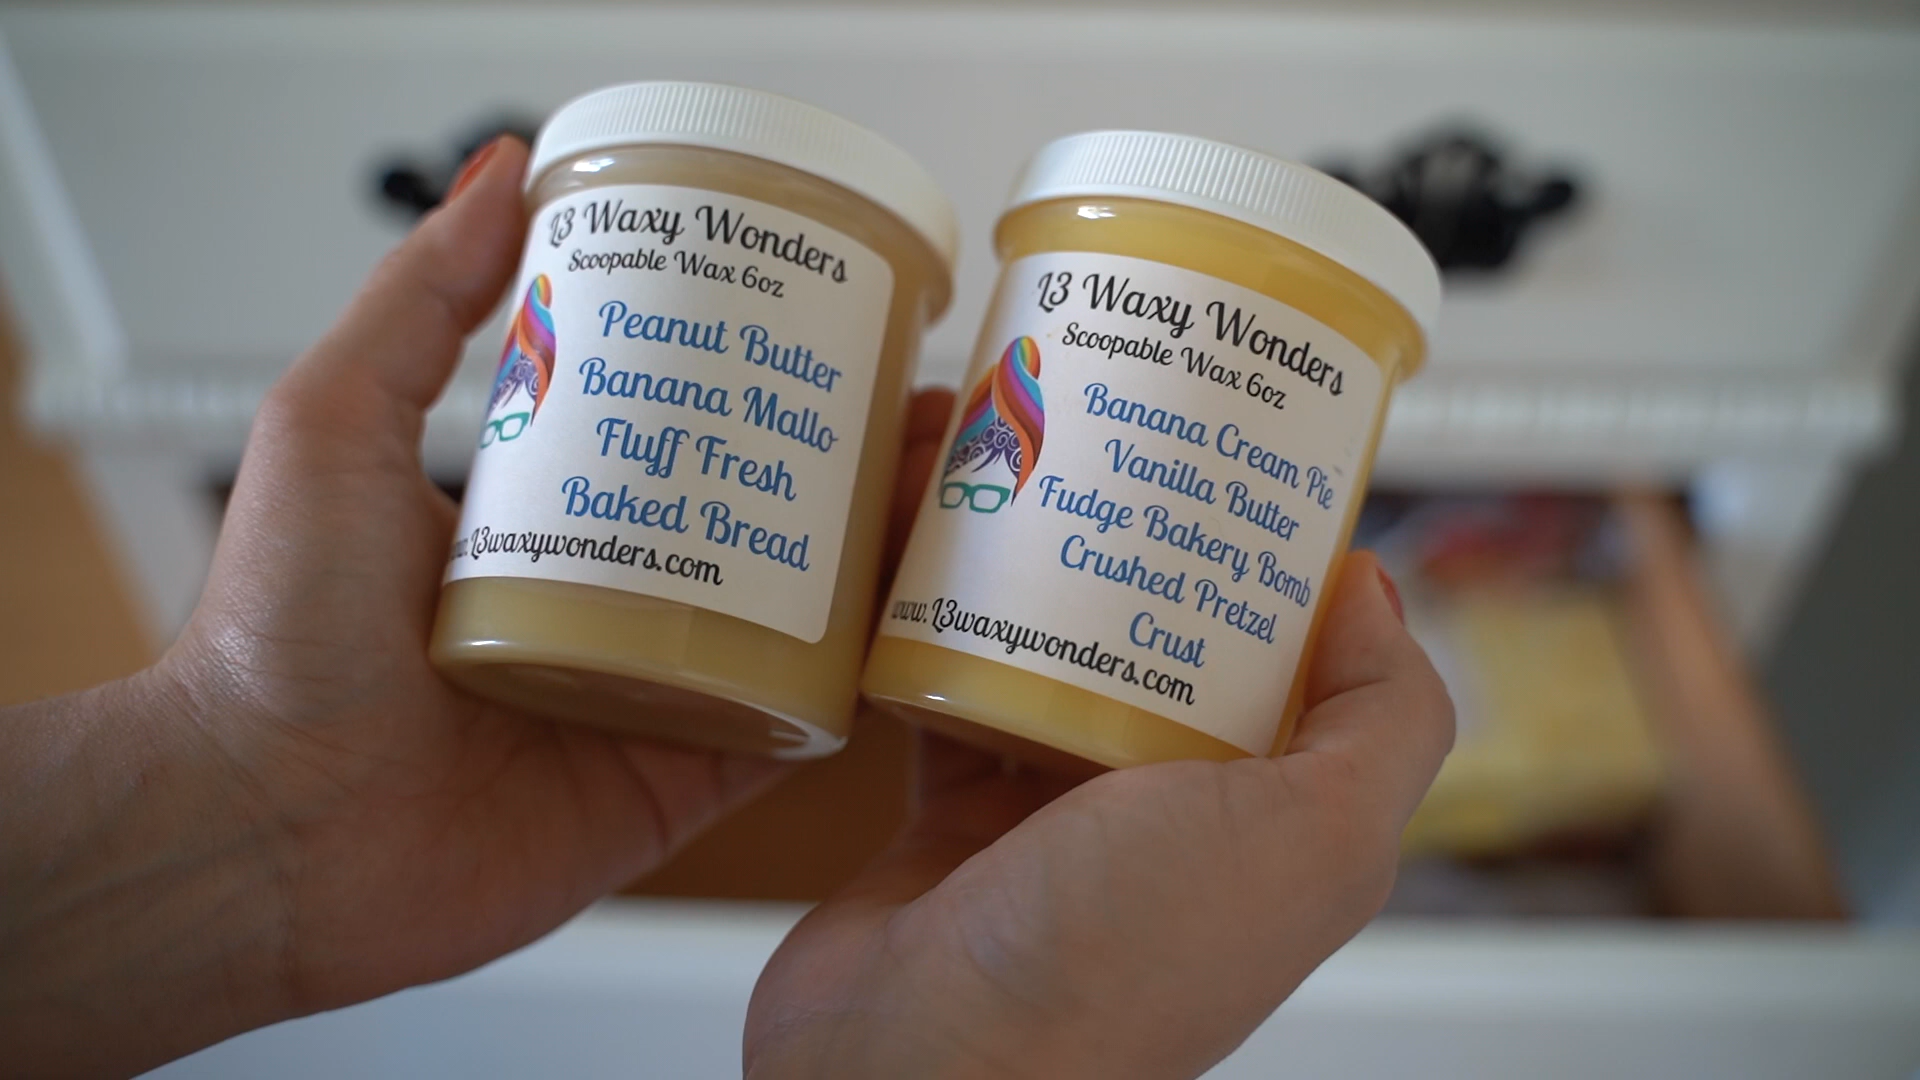 L3 Waxy Wonders
Scoopable Wax 6oz
Peanut Butter
Banana Mallo
Fluff Fresh
Baked Bread
L3waxywonders.com
L3 Waxy Wonders
Scoopable Wax 6oz
Banana Cream Pie
Vanilla Butter
Fudge Bakery Bomb
Crushed Pretzel
Crust
www.L3waxywonders.com